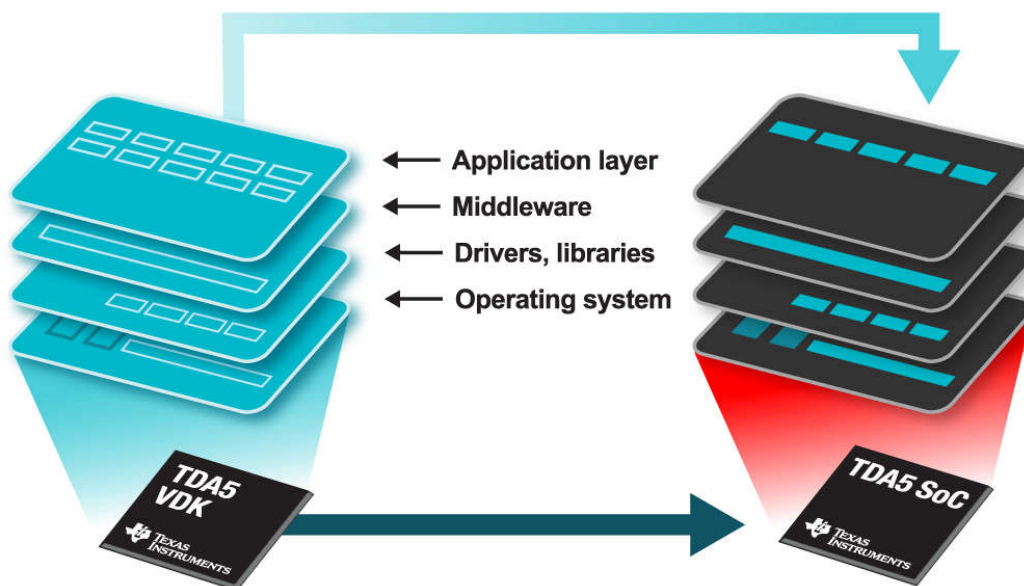 Application layer
Middleware
Drivers, libraries
Operating system
TDA5
VDK
TEXAS
INSTRUMENTS
TDA5 SoC
TEXAS
INSTRUMENTS